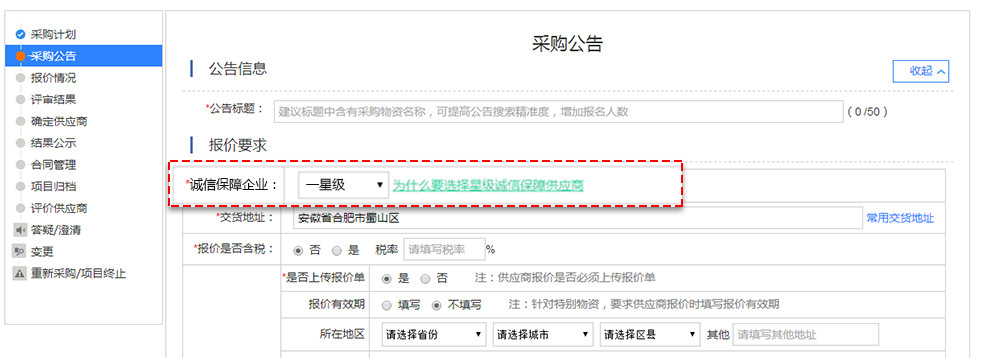 采购计划
采购公告
报价情况
评审结果
确定供应商
结果公示
合同管理
项目归档
评价供应商
答疑/澄清
变更
重新采购/项目终止
采购公告
公告信息
收起
*公告标题： 建议标题中含有采购物资名称，可提高公告搜索精准度，增加报名人数 ( 0 /50 )
报价要求
*诚信保障企业： 一星级 为什么要选择星级诚信保障供应商
*交货地址： 安徽省合肥市蜀山区 常用交货地址
*报价是否含税： 否 是 税率 请填写税率 %
*是否上传报价单 是 否 注：供应商报价是否必须上传报价单
报价有效期 填写 不填写 注：针对特别物资，要求供应商报价时填写报价有效期
所在地区 请选择省份 请选择城市 请选择区县 其他 请填写其他地址